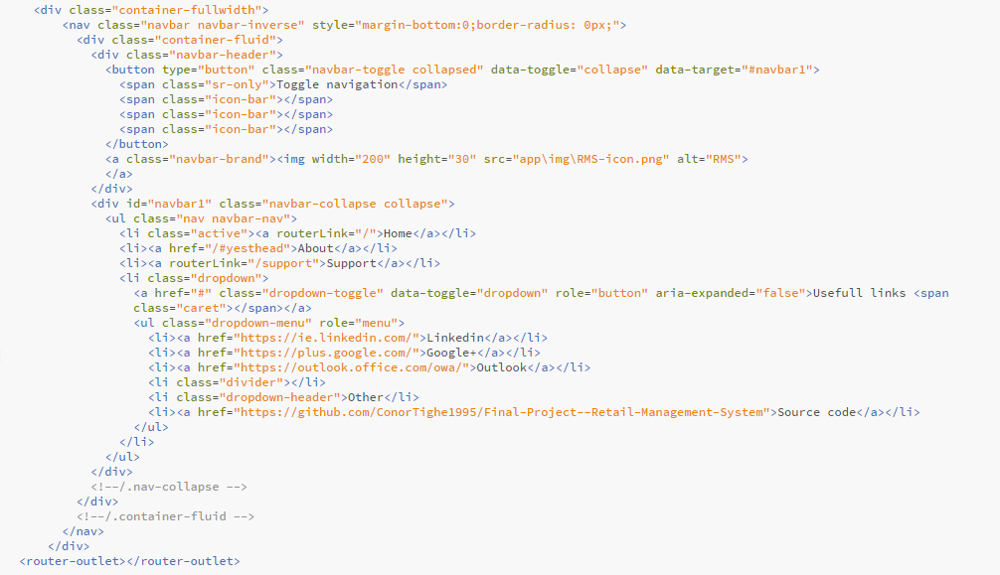 <div class="container-fullwidth">
<nav class="navbar navbar-inverse" style="margin-bottom:0;border-radius: 0px;">
<div class="container-fluid">
<div class="navbar-header">
<button type="button" class="navbar-toggle collapsed" data-toggle="collapse" data-target="#navbar1">
<span class="sr-only">Toggle navigation</span>
<span class="icon-bar"></span>
<span class="icon-bar"></span>
<span class="icon-bar"></span>
</button>
<a class="navbar-brand"><img width="200" height="30" src="app\img\RMS-icon.png" alt="RMS">
</a>
</div>
<div id="navbar1" class="navbar-collapse collapse">
<ul class="nav navbar-nav">
<li class="active"><a routerLink="/">Home</a></li>
<li><a href="/#yesthead">About</a></li>
<li><a routerLink="/support">Support</a></li>
<li class="dropdown">
<a href="#" class="dropdown-toggle" data-toggle="dropdown" role="button" aria-expanded="false">Usefull links <span
class="caret"></span></a>
<ul class="dropdown-menu" role="menu">
<li><a href="https://ie.linkedin.com/">Linkedin</a></li>
<li><a href="https://plus.google.com/">Google+</a></li>
<li><a href="https://outlook.office.com/owa/">Outlook</a></li>
<li class="divider"></li>
<li class="dropdown-header">Other</li>
<li><a href="https://github.com/ConorTighe1995/Final-Project--Retail-Management-System">Source code</a></li>
</ul>
</li>
</ul>
</div>
<!--/.nav-collapse -->
</div>
<!--/.container-fluid -->
</nav>
</div>
<router-outlet></router-outlet>